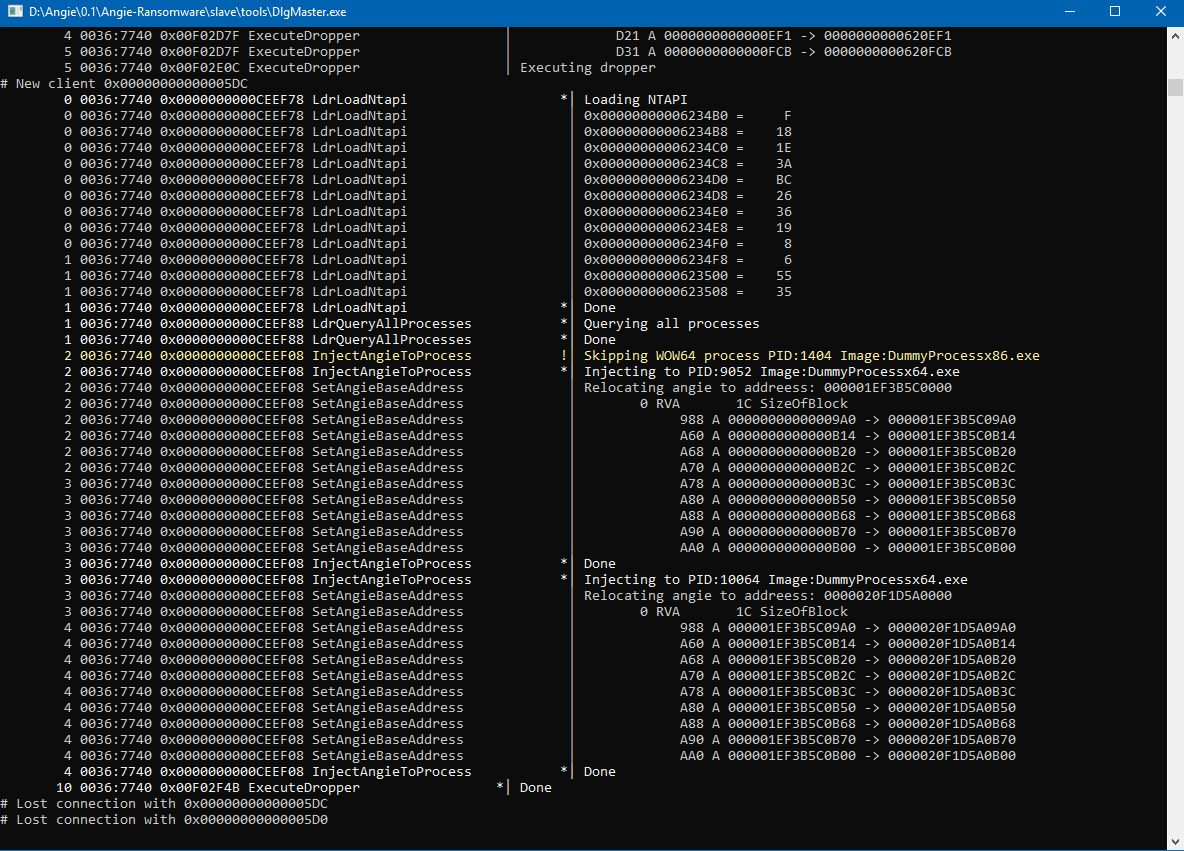 D:\Angie\0.1\Angie-Ransomware\slave\tools\DlgMaster.exe
4 0036:7740 0x00F02D7F ExecuteDropper | D21 A 0000000000000EF1 -> 0000000000620EF1
5 0036:7740 0x00F02D7F ExecuteDropper | D31 A 0000000000000FCB -> 0000000000620FCB
5 0036:7740 0x00F02E0C ExecuteDropper | Executing dropper
# New client 0x00000000000005DC
0 0036:7740 0x0000000000CEEF78 LdrLoadNtapi *| Loading NTAPI
0 0036:7740 0x0000000000CEEF78 LdrLoadNtapi | 0x00000000006234B0 = F
0 0036:7740 0x0000000000CEEF78 LdrLoadNtapi | 0x00000000006234B8 = 18
0 0036:7740 0x0000000000CEEF78 LdrLoadNtapi | 0x00000000006234C0 = 1E
0 0036:7740 0x0000000000CEEF78 LdrLoadNtapi | 0x00000000006234C8 = 3A
0 0036:7740 0x0000000000CEEF78 LdrLoadNtapi | 0x00000000006234D0 = BC
0 0036:7740 0x0000000000CEEF78 LdrLoadNtapi | 0x00000000006234D8 = 26
0 0036:7740 0x0000000000CEEF78 LdrLoadNtapi | 0x00000000006234E0 = 36
0 0036:7740 0x0000000000CEEF78 LdrLoadNtapi | 0x00000000006234E8 = 19
0 0036:7740 0x0000000000CEEF78 LdrLoadNtapi | 0x00000000006234F0 = 8
1 0036:7740 0x0000000000CEEF78 LdrLoadNtapi | 0x00000000006234F8 = 6
1 0036:7740 0x0000000000CEEF78 LdrLoadNtapi | 0x0000000000623500 = 55
1 0036:7740 0x0000000000CEEF78 LdrLoadNtapi | 0x0000000000623508 = 35
1 0036:7740 0x0000000000CEEF78 LdrLoadNtapi *| Done
1 0036:7740 0x0000000000CEEF88 LdrQueryAllProcesses *| Querying all processes
1 0036:7740 0x0000000000CEEF88 LdrQueryAllProcesses *| Done
2 0036:7740 0x0000000000CEEF08 InjectAngieToProcess !| Skipping WOW64 process PID:1404 Image:DummyProcessx86.exe
2 0036:7740 0x0000000000CEEF08 InjectAngieToProcess *| Injecting to PID:9052 Image:DummyProcessx64.exe
2 0036:7740 0x0000000000CEEF08 SetAngieBaseAddress | Relocating angie to addreess: 000001EF3B5C0000
2 0036:7740 0x0000000000CEEF08 SetAngieBaseAddress | 0 RVA 1C SizeOfBlock
2 0036:7740 0x0000000000CEEF08 SetAngieBaseAddress | 988 A 00000000000009A0 -> 000001EF3B5C09A0
2 0036:7740 0x0000000000CEEF08 SetAngieBaseAddress | A60 A 0000000000000B14 -> 000001EF3B5C0B14
2 0036:7740 0x0000000000CEEF08 SetAngieBaseAddress | A68 A 0000000000000B20 -> 000001EF3B5C0B20
2 0036:7740 0x0000000000CEEF08 SetAngieBaseAddress | A70 A 0000000000000B2C -> 000001EF3B5C0B2C
3 0036:7740 0x0000000000CEEF08 SetAngieBaseAddress | A78 A 0000000000000B3C -> 000001EF3B5C0B3C
3 0036:7740 0x0000000000CEEF08 SetAngieBaseAddress | A80 A 0000000000000B50 -> 000001EF3B5C0B50
3 0036:7740 0x0000000000CEEF08 SetAngieBaseAddress | A88 A 0000000000000B68 -> 000001EF3B5C0B68
3 0036:7740 0x0000000000CEEF08 SetAngieBaseAddress | A90 A 0000000000000B70 -> 000001EF3B5C0B70
3 0036:7740 0x0000000000CEEF08 SetAngieBaseAddress | AA0 A 0000000000000B00 -> 000001EF3B5C0B00
3 0036:7740 0x0000000000CEEF08 InjectAngieToProcess *| Done
3 0036:7740 0x0000000000CEEF08 InjectAngieToProcess *| Injecting to PID:10064 Image:DummyProcessx64.exe
3 0036:7740 0x0000000000CEEF08 SetAngieBaseAddress | Relocating angie to addreess: 0000020F1D5A0000
3 0036:7740 0x0000000000CEEF08 SetAngieBaseAddress | 0 RVA 1C SizeOfBlock
4 0036:7740 0x0000000000CEEF08 SetAngieBaseAddress | 988 A 000001EF3B5C09A0 -> 0000020F1D5A09A0
4 0036:7740 0x0000000000CEEF08 SetAngieBaseAddress | A60 A 000001EF3B5C0B14 -> 0000020F1D5A0B14
4 0036:7740 0x0000000000CEEF08 SetAngieBaseAddress | A68 A 000001EF3B5C0B20 -> 0000020F1D5A0B20
4 0036:7740 0x0000000000CEEF08 SetAngieBaseAddress | A70 A 000001EF3B5C0B2C -> 0000020F1D5A0B2C
4 0036:7740 0x0000000000CEEF08 SetAngieBaseAddress | A78 A 000001EF3B5C0B3C -> 0000020F1D5A0B3C
4 0036:7740 0x0000000000CEEF08 SetAngieBaseAddress | A80 A 000001EF3B5C0B50 -> 0000020F1D5A0B50
4 0036:7740 0x0000000000CEEF08 SetAngieBaseAddress | A88 A 000001EF3B5C0B68 -> 0000020F1D5A0B68
4 0036:7740 0x0000000000CEEF08 SetAngieBaseAddress | A90 A 000001EF3B5C0B70 -> 0000020F1D5A0B70
4 0036:7740 0x0000000000CEEF08 SetAngieBaseAddress | AA0 A 000001EF3B5C0B00 -> 0000020F1D5A0B00
4 0036:7740 0x0000000000CEEF08 InjectAngieToProcess *| Done
10 0036:7740 0x00F02F4B ExecuteDropper *| Done
# Lost connection with 0x00000000000005DC
# Lost connection with 0x00000000000005D0